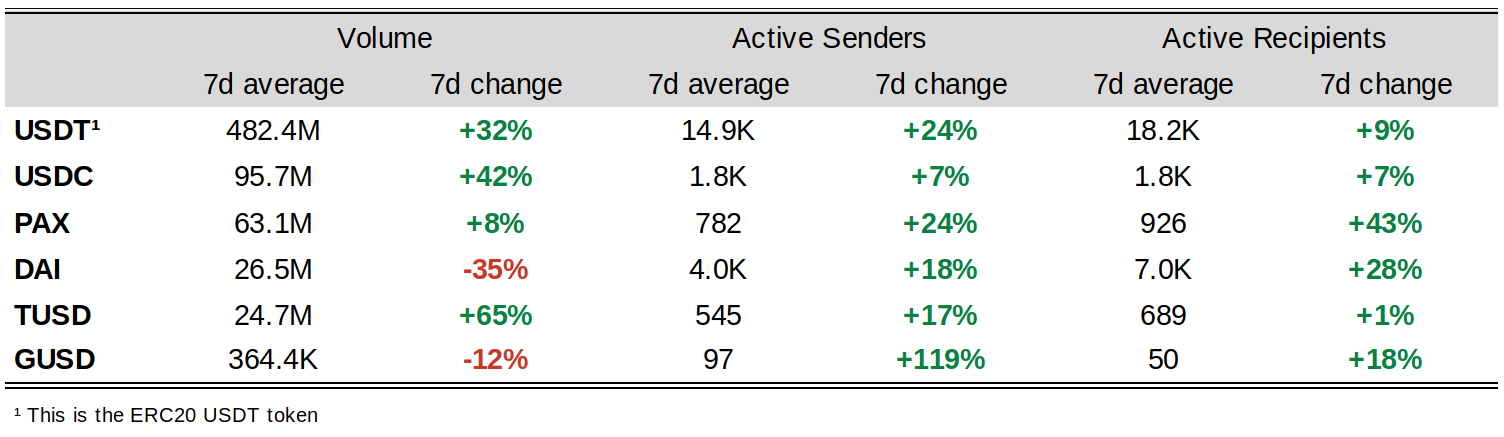 Volume Active Senders Active Recipients
7d average 7d change 7d average 7d change 7d average 7d change
USDT¹ 482.4M +32% 14.9K +24% 18.2K +9%
USDC 95.7M +42% 1.8K +7% 1.8K +7%
PAX 63.1M +8% 782 +24% 926 +43%
DAI 26.5M -35% 4.0K +18% 7.0K +28%
TUSD 24.7M +65% 545 +17% 689 +1%
GUSD 364.4K -12% 97 +119% 50 +18%
¹ This is the ERC20 USDT token